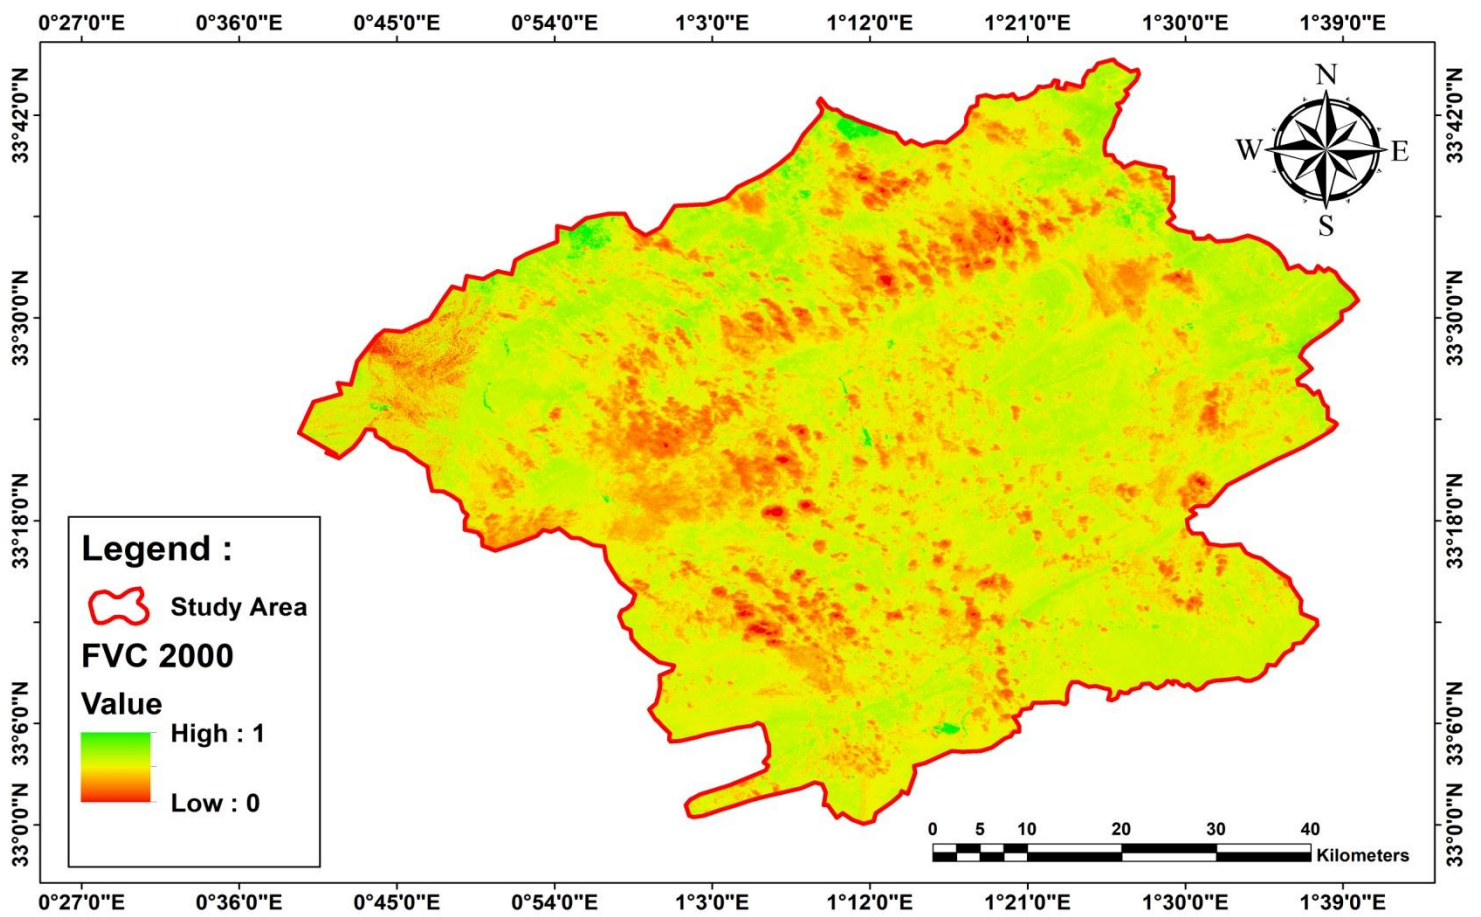 0°27'0"E 0°36'0"E 0°45'0"E 0°54'0"E 1°3'0"E 1°12'0"E 1°21'0"E 1°30'0"E 1°39'0"E
33°42'0"N
33°30'0"N
33°18'0"N
33°6'0"N
33°0'0"N
N
W
E
S
33°42'0"N
33°30'0"N
33°18'0"N
33°6'0"N
33°0'0"N
Legend :
Study Area
FVC 2000
Value
High : 1
Low : 0
0 5 10 20 30 40
Kilometers
0°27'0"E 0°36'0"E 0°45'0"E 0°54'0"E 1°3'0"E 1°12'0"E 1°21'0"E 1°30'0"E 1°39'0"E